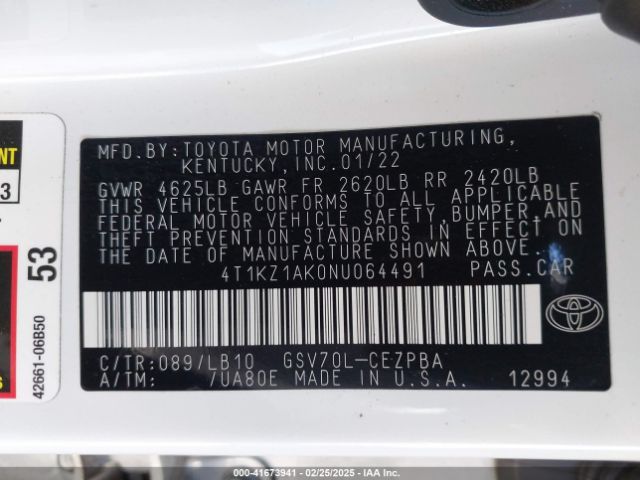 MFD.BY:TOYOTA MOTOR MANUFACTURING,
KENTUCKY,INC.01/22
GVWR 4625LB GAWR FR 2620LB RR 2420LB
THIS VEHICLE CONFORMS TO ALL APPLICABLE
FEDERAL MOTOR VEHICLE SAFETY,BUMPER,AND
THEFT PREVENTION STANDARDS IN EFFECT ON
THE DATE OF MANUFACTURE SHOWN ABOVE.
4T1KZ1AK0NU064491 PASS.CAR
C/TR:089/LB10 GSV70L-CEZPBA
A/TM: /UA80E MADE IN U.S.A. 12994
53
42661-06B50
3
000-41673941 / 02/25/2025 / IAA Inc.